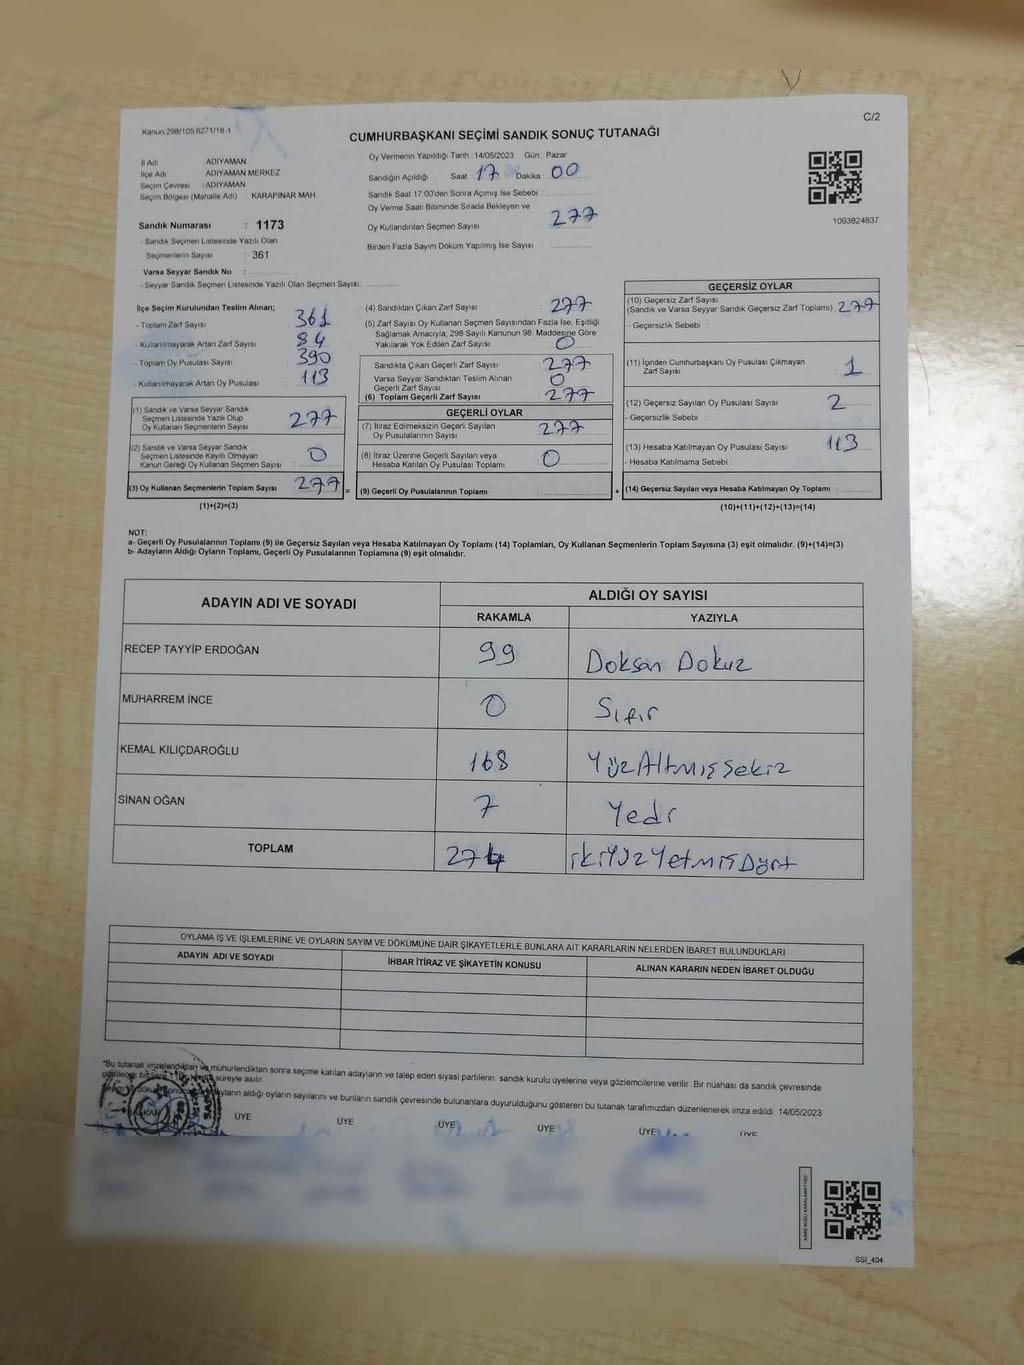 C/2
Kanun.298/105,6271/18-1
CUMHURBAŞKANI SEÇİMİ SANDIK SONUÇ TUTANAĞI
İl Adı ADIYAMAN
İlçe Adı ADIYAMAN MERKEZ
Seçim Çevresi : ADIYAMAN
Seçim Bölgesi (Mahalle Adı) KARAPINAR MAH
Oy Vermenin Yapıldığı Tarih : 14/05/2023 Gün : Pazar
Sandığın Açıldığı Saat : 17 Dakika : 00
Sandık Saat 17:00'den Sonra Açılmış İse Sebebi :
Oy Verme Saati Bitiminde Sırada Bekleyen ve
Oy Kullandırılan Seçmen Sayısı : 277
Birden Fazla Sayım Döküm Yapılmış İse Sayısı :
1093824637
Sandık Numarası : 1173
- Sandık Seçmen Listesinde Yazılı Olan
Seçmenlerin Sayısı : 361
Varsa Seyyar Sandık No :
- Seyyar Sandık Seçmen Listesinde Yazılı Olan Seçmen Sayısı:
İlçe Seçim Kurulundan Teslim Alınan;
- Toplam Zarf Sayısı : 361
- Kullanılmayarak Artan Zarf Sayısı : 84
- Toplam Oy Pusulası Sayısı : 390
- Kullanılmayarak Artan Oy Pusulası : 113
(1) Sandık ve Varsa Seyyar Sandık
Seçmen Listesinde Yazılı Olup
Oy Kullanan Seçmenlerin Sayısı : 277
(2) Sandık ve Varsa Seyyar Sandık
Seçmen Listesinde Kayıtlı Olmayan
Kanun Gereği Oy Kullanan Seçmen Sayısı : 0
(3) Oy Kullanan Seçmenlerin Toplam Sayısı : 277 =
(1)+(2)=(3)
(4) Sandıktan Çıkan Zarf Sayısı : 277
(5) Zarf Sayısı Oy Kullanan Seçmen Sayısından Fazla İse, Eşitliği
Sağlamak Amacıyla, 298 Sayılı Kanunun 98. Maddesine Göre
Yakılarak Yok Edilen Zarf Sayısı : 0
Sandıkta Çıkan Geçerli Zarf Sayısı : 277
Varsa Seyyar Sandıktan Teslim Alınan
Geçerli Zarf Sayısı : 0
(6) Toplam Geçerli Zarf Sayısı : 277
GEÇERLİ OYLAR
(7) İtiraz Edilmeksizin Geçerli Sayılan
Oy Pusulalarının Sayısı : 277
(8) İtiraz Üzerine Geçerli Sayılan veya
Hesaba Katılan Oy Pusulası Toplamı : 0
(9) Geçerli Oy Pusulalarının Toplamı : +
GEÇERSİZ OYLAR
(10) Geçersiz Zarf Sayısı
(Sandık ve Varsa Seyyar Sandık Geçersiz Zarf Toplamı) : 277
- Geçersizlik Sebebi :
(11) İçinden Cumhurbaşkanı Oy Pusulası Çıkmayan
Zarf Sayısı : 1
(12) Geçersiz Sayılan Oy Pusulası Sayısı : 2
- Geçersizlik Sebebi :
(13) Hesaba Katılmayan Oy Pusulası Sayısı : 113
- Hesaba Katılmama Sebebi :
(14) Geçersiz Sayılan veya Hesaba Katılmayan Oy Toplamı :
(10)+(11)+(12)+(13)=(14)
NOT:
a- Geçerli Oy Pusulalarının Toplamı (9) ile Geçersiz Sayılan veya Hesaba Katılmayan Oy Toplamı (14) Toplamları, Oy Kullanan Seçmenlerin Toplam Sayısına (3) eşit olmalıdır. (9)+(14)=(3)
b- Adayların Aldığı Oyların Toplamı, Geçerli Oy Pusulalarının Toplamına (9) eşit olmalıdır.
ADAYIN ADI VE SOYADI ALDIĞI OY SAYISI
RAKAMLA YAZIYLA
RECEP TAYYİP ERDOĞAN 99 Doksan Dokuz
MUHARREM İNCE 0 Sıfır
KEMAL KILIÇDAROĞLU 168 YüzAltmışSekiz
SİNAN OĞAN 7 Yedi
TOPLAM 274 ikiYüzYetmişDört
OYLAMA İŞ VE İŞLEMLERİNE VE OYLARIN SAYIM VE DÖKÜMÜNE DAİR ŞİKAYETLERLE BUNLARA AİT KARARLARIN NELERDEN İBARET BULUNDUKLARI
ADAYIN ADI VE SOYADI İHBAR İTİRAZ VE ŞİKAYETİN KONUSU ALINAN KARARIN NEDEN İBARET OLDUĞU
*Bu tutanak imzalandıktan ve mühürlendikten sonra seçime katılan adayların ve talep eden siyasi partilerin sandık kurulu üyelerine veya gözlemcilerine verilir. Bir nüshası da sandık çevresinde
süreyle asılır.
aldığı oyların sayılarını ve bunların sandık çevresinde bulunanlara duyurulduğunu gösteren bu tutanak tarafımızdan düzenlenerek imza edildi. 14/05/2023
BAŞKAN ÜYE ÜYE ÜYE ÜYE ÜYE ÜYE
SSI_404